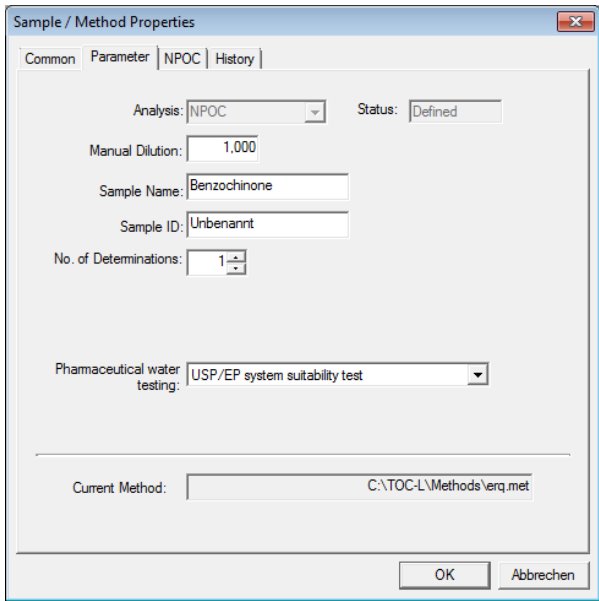 Sample / Method Properties
Common Parameter NPOC History
Analysis: NPOC Status: Defined
Manual Dilution: 1,000
Sample Name: Benzochinone
Sample ID: Unbenannt
No. of Determinations: 1
Pharmaceutical water
testing: USP/EP system suitability test
Current Method: C:\TOC-L\Methods\erq.met
OK Abbrechen